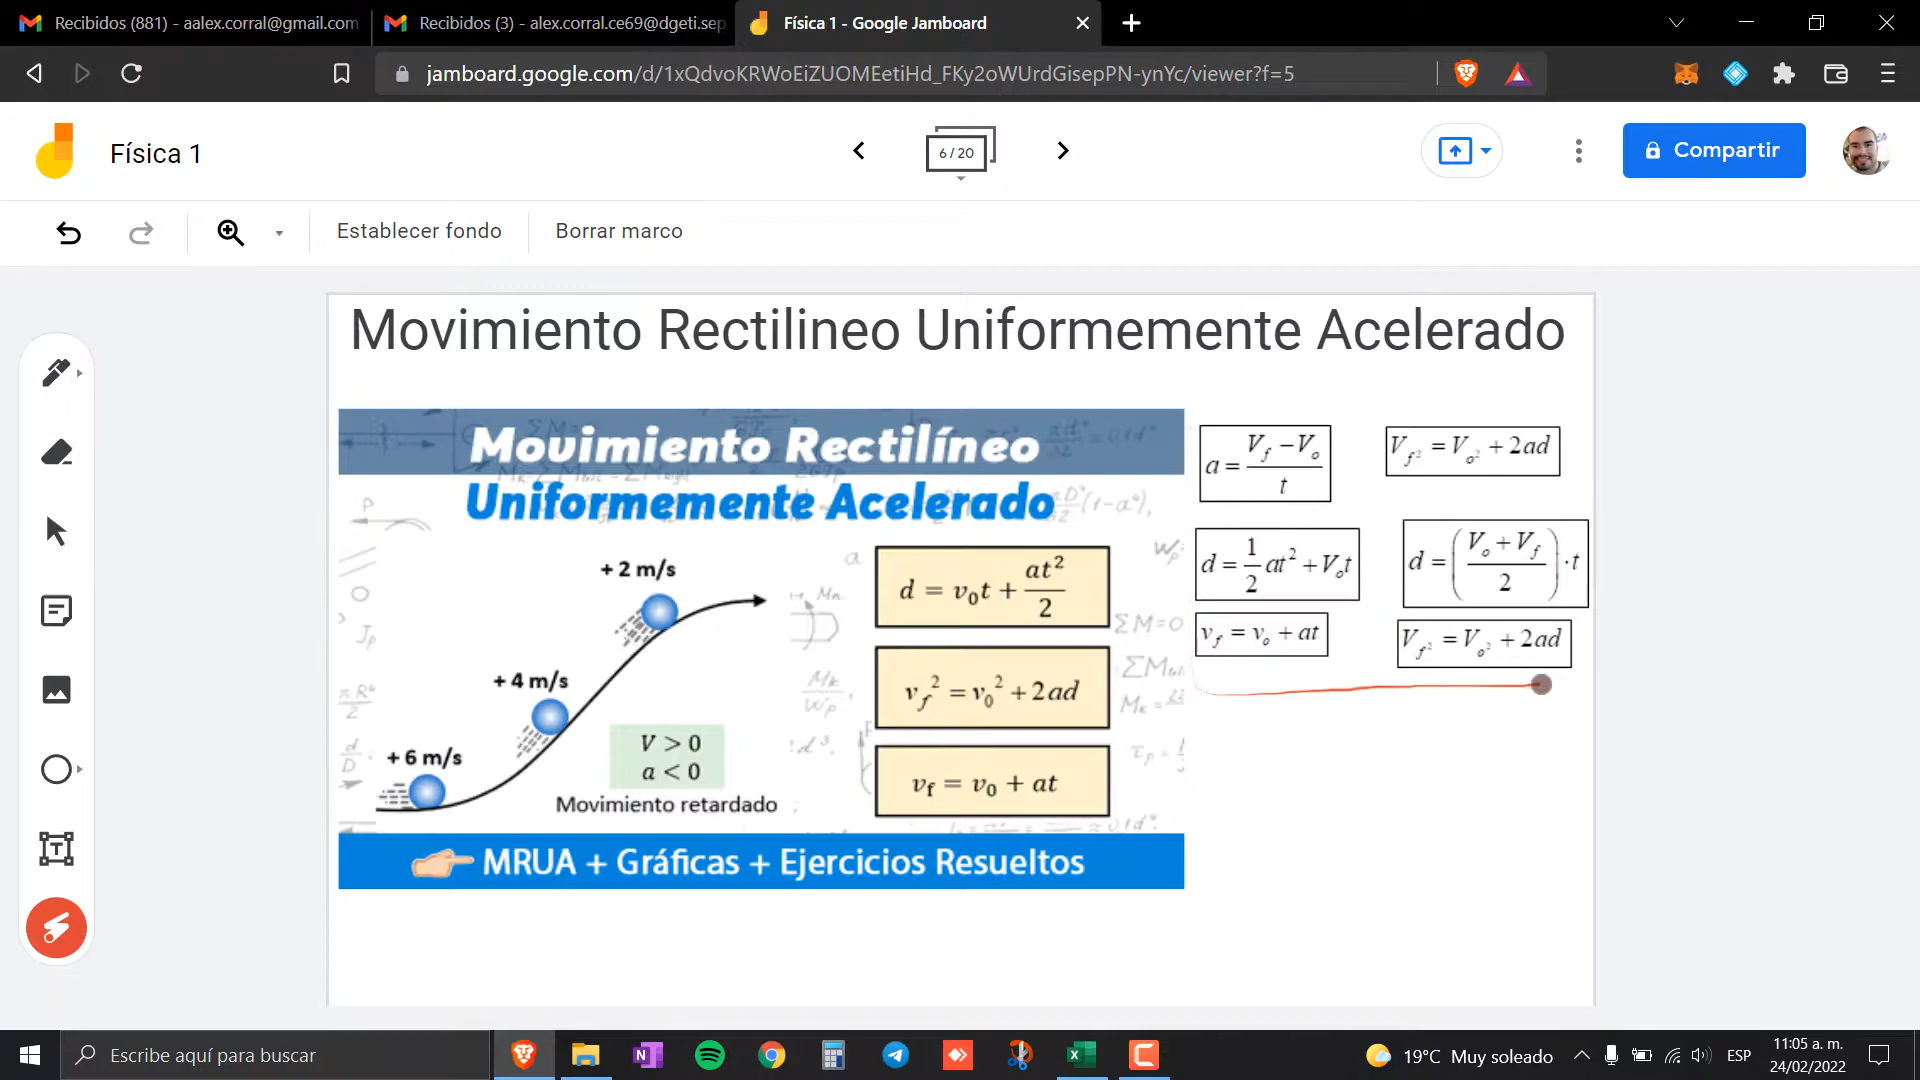 Recibidos (881) - aalex.corral@gmail.com
Recibidos (3) - alex.corral.ce69@dgeti.sep
Física 1 - Google Jamboard
jamboard.google.com/d/1xQdvoKRWoEiZUOMEetiHd_FKy2oWUrdGisepPN-ynYc/viewer?f=5
Física 1
6 / 20
Compartir
Establecer fondo
Borrar marco
Movimiento Rectilineo Uniformemente Acelerado
Movimiento Rectilíneo
Uniformemente Acelerado
+ 2 m/s
+ 4 m/s
+ 6 m/s
V > 0
a < 0
Movimiento retardado
d = v₀t + at²/2
v_f² = v₀² + 2ad
v_f = v₀ + at
MRUA + Gráficas + Ejercicios Resueltos
a = (V_f − V_o)/t
V_f² = V_o² + 2ad
d = 1/2 at² + V_o t
d = ((V_o + V_f)/2) · t
v_f = v_o + at
V_f² = V_o² + 2ad
Escribe aquí para buscar
19°C Muy soleado
ESP
11:05 a. m.
24/02/2022